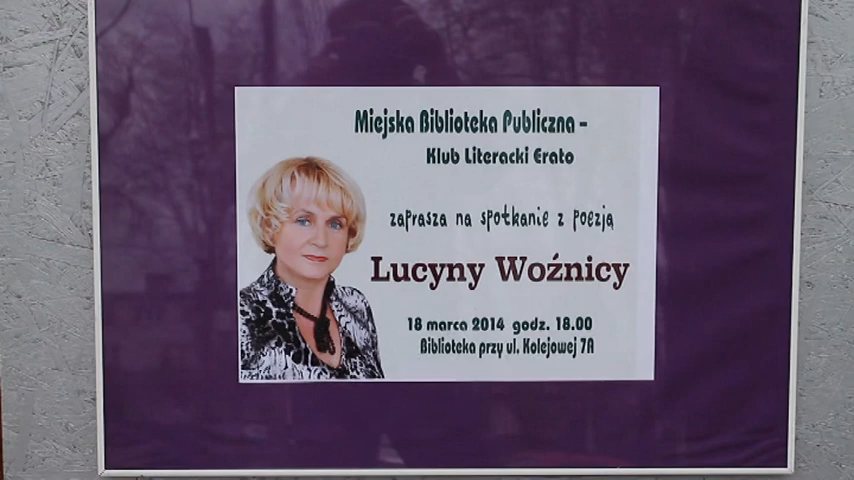 Miejska Biblioteka Publiczna –
Klub Literacki Erato
zaprasza na spotkanie z poezją
Lucyny Woźnicy
18 marca 2014 godz. 18.00
Biblioteka przy ul. Kolejowej 7A